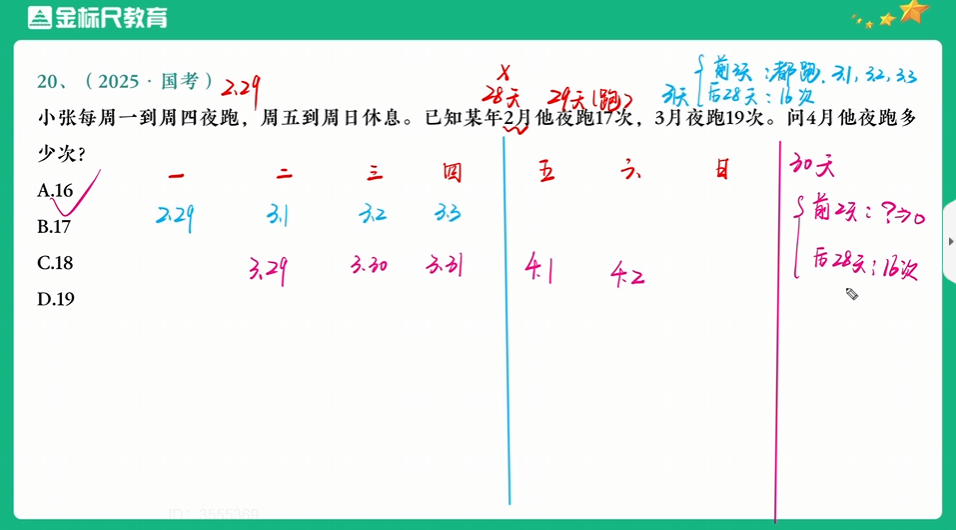 金标尺教育
20、（2025 · 国考） 2.29
× 28天 29天(跑) 31天 前3天：都跑. 3.1, 3.2, 3.3
后28天：16次
小张每周一到周四夜跑，周五到周日休息。已知某年2月他夜跑17次，3月夜跑19次。问4月他夜跑多
少次？
A.16
B.17
C.18
D.19
一 二 三 四 五 六 日
2.29 3.1 3.2 3.3
3.29 3.30 3.31 4.1 4.2
30天
前2天：?⇒0
后28天：16次
ID: 3555369